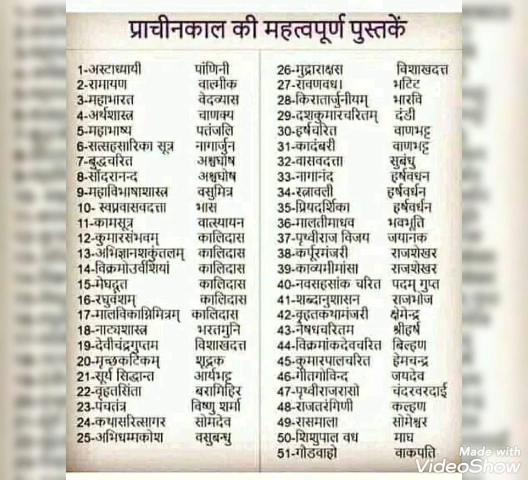 प्राचीनकाल की महत्वपूर्ण पुस्तकें
1-अस्टाध्यायी पांणिनी
2-रामायण वाल्मीक
3-महाभारत वेदव्यास
4-अर्थशास्त्र चाणक्य
5-महाभाष्य पतंजलि
6-सत्सहसारिका सूत्र नागार्जुन
7-बुद्धचरित अश्वघोष
8-सौंदरानन्द अश्वघोष
9-महाविभाषाशास्त्र वसुमित्र
10- स्वप्नवासवदत्ता भास
11-कामसूत्र वात्स्यायन
12-कुमारसंभवम् कालिदास
13-अभिज्ञानशकुंतलम् कालिदास
14-विक्रमोउर्वशियां कालिदास
15-मेघदूत कालिदास
16-रघुवंशम् कालिदास
17-मालविकाग्निमित्रम् कालिदास
18-नाट्यशास्त्र भरतमुनि
19-देवीचंद्रगुप्तम विशाखदत्त
20-मृच्छकटिकम् शूद्रक
21-सूर्य सिद्धान्त आर्यभट्ट
22-वृहतसिंता बरामिहिर
23-पंचतंत्र विष्णु शर्मा
24-कथासरित्सागर सोमदेव
25-अभिधम्मकोश वसुबन्धु
26-मुद्राराक्षस विशाखदत्त
27-रावणवध। भटिट
28-किरातार्जुनीयम् भारवि
29-दशकुमारचरितम् दंडी
30-हर्षचरित वाणभट्ट
31-कादंबरी वाणभट्ट
32-वासवदत्ता सुबंधु
33-नागानंद हर्षवधन
34-रत्नावली हर्षवर्धन
35-प्रियदर्शिका हर्षवर्धन
36-मालतीमाधव भवभूति
37-पृथ्वीराज विजय जयानक
38-कर्पूरमंजरी राजशेखर
39-काव्यमीमांसा राजशेखर
40-नवसहसांक चरित पदम् गुप्त
41-शब्दानुशासन राजभोज
42-वृहतकथामंजरी क्षेमेन्द्र
43-नैषधचरितम श्रीहर्ष
44-विक्रमांकदेवचरित बिल्हण
45-कुमारपालचरित हेमचन्द्र
46-गीतगोविन्द जयदेव
47-पृथ्वीराजरासो चंदरवरदाई
48-राजतरंगिणी कल्हण
49-रासमाला सोमेश्वर
50-शिशुपाल वध माघ
51-गौडवाहो वाकपति
Made with
VideoShow